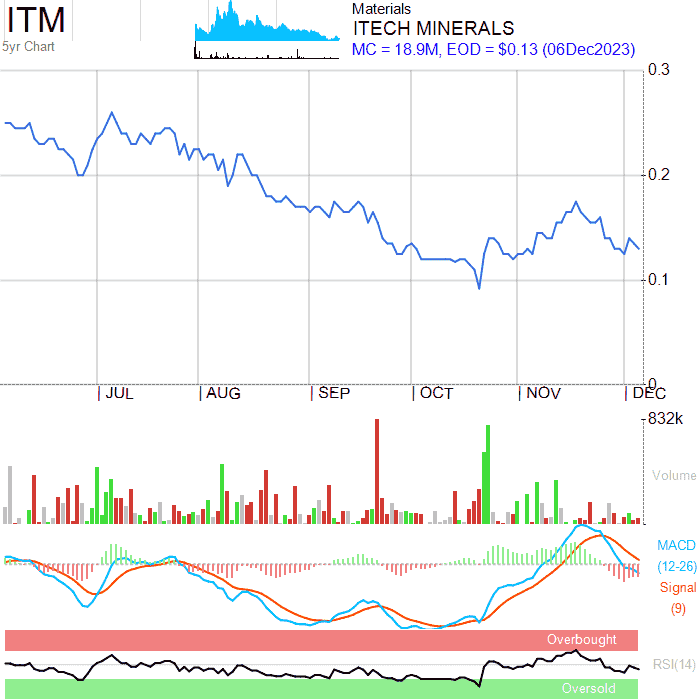 ITM
5yr Chart
Materials
ITECH MINERALS
MC = 18.9M, EOD = $0.13 (06Dec2023)
0.3
0.2
0.1
0
JUL AUG SEP OCT NOV DEC
832k
Volume
MACD
(12-26)
Signal
(9)
Overbought
RSI(14)
Oversold